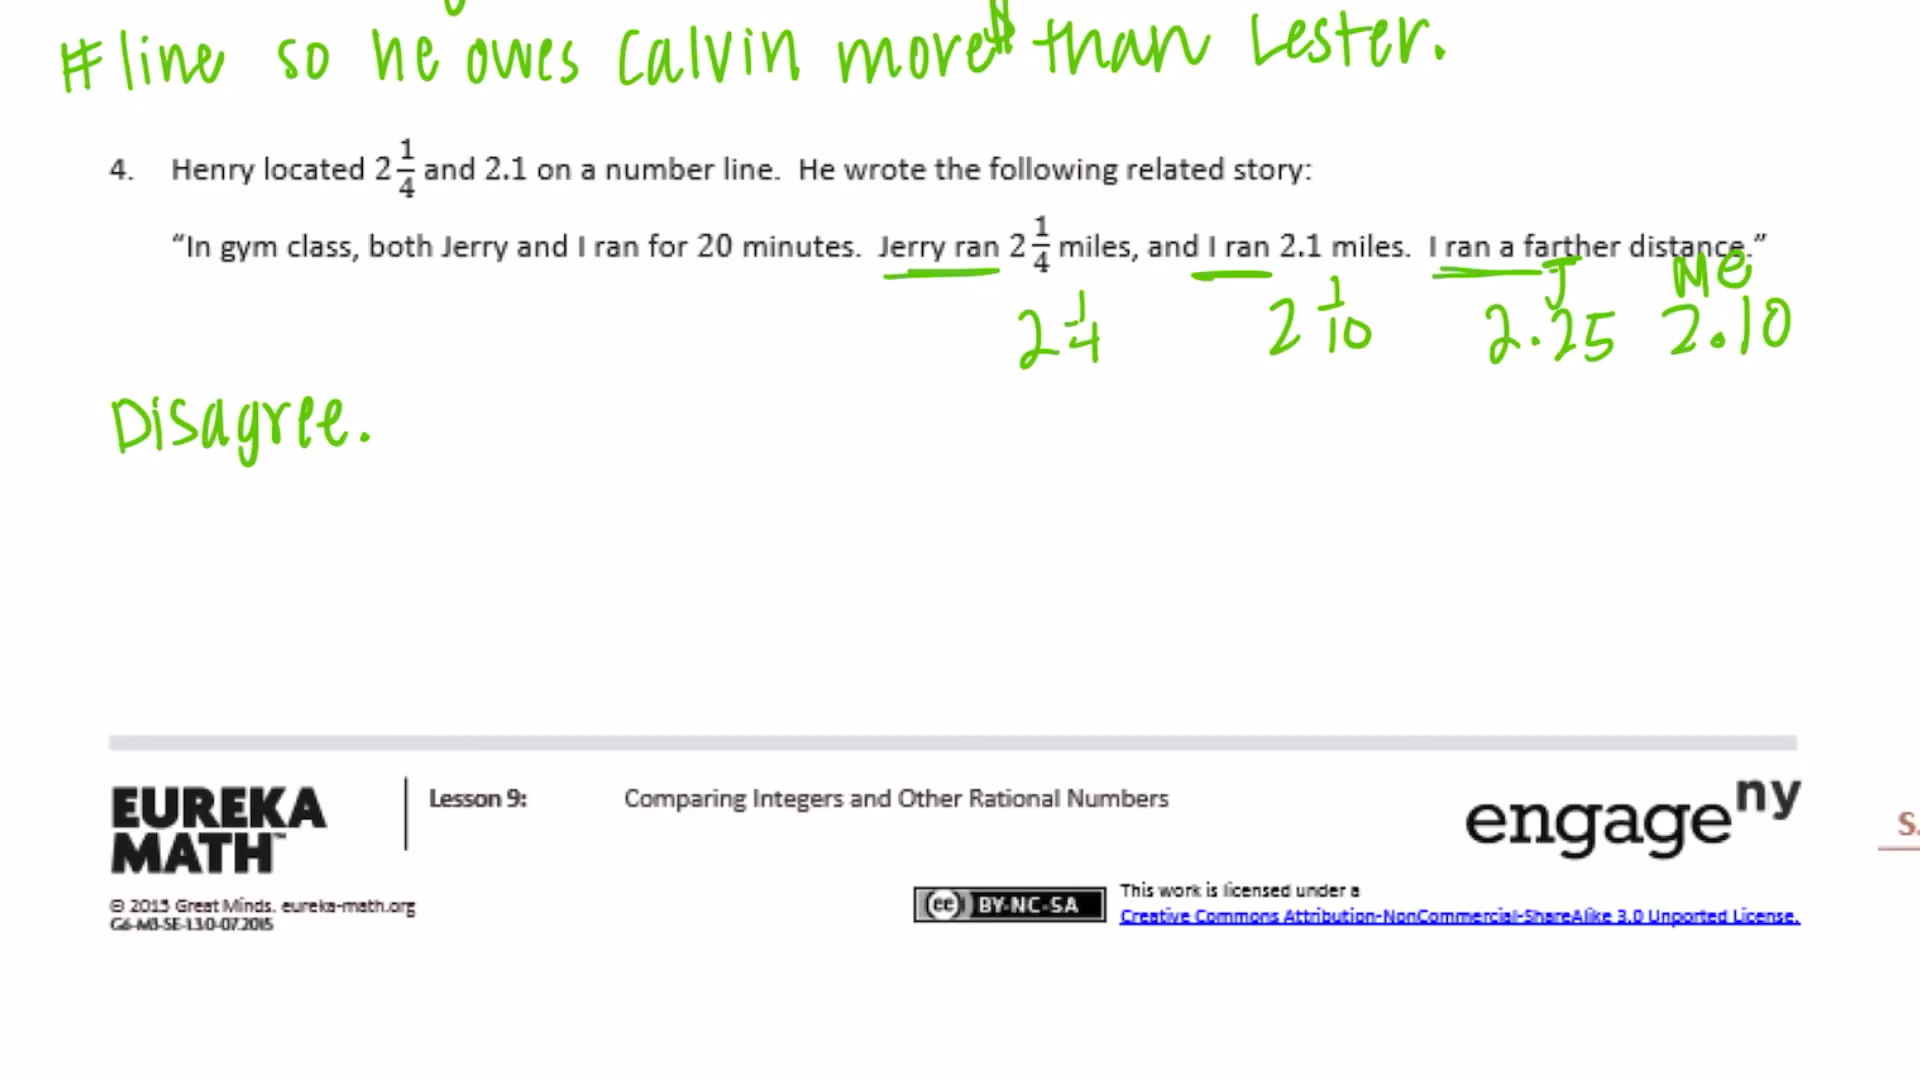 # line so he owes Calvin more than Lester.
4. Henry located 2 1/4 and 2.1 on a number line. He wrote the following related story:
“In gym class, both Jerry and I ran for 20 minutes. Jerry ran 2 1/4 miles, and I ran 2.1 miles. I ran a farther distance.”
J Me
2 1/4 2 1/10 2.25 2.10
Disagree.
EUREKA MATH™
Lesson 9: Comparing Integers and Other Rational Numbers
engage ny
S.
© 2015 Great Minds. eureka-math.org
G6-M3-SE-1.3.0-07.2015
cc BY-NC-SA
This work is licensed under a
Creative Commons Attribution-NonCommercial-ShareAlike 3.0 Unported License.